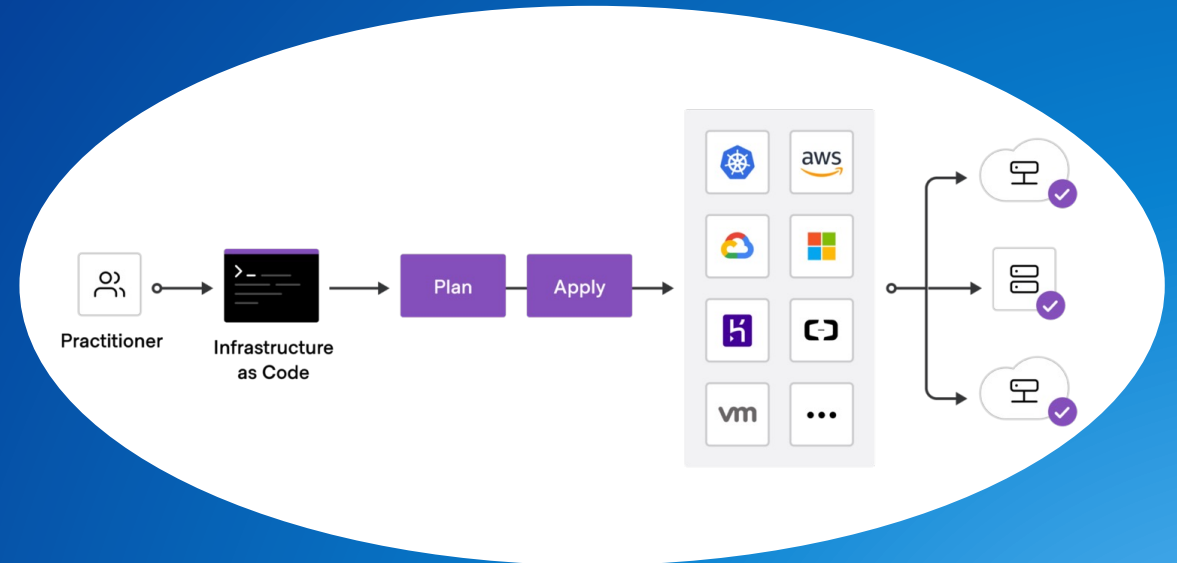 Practitioner
Infrastructure
as Code
Plan
Apply
aws
vm